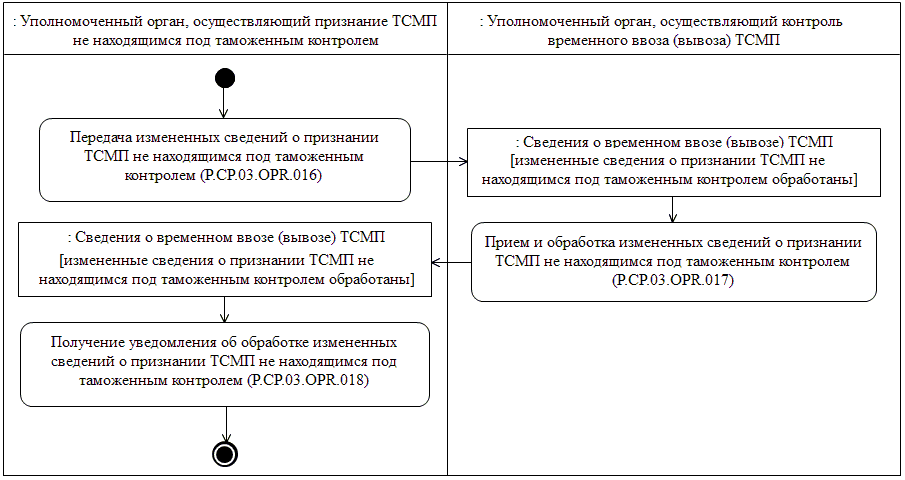 : Уполномоченный орган, осуществляющий признание ТСМП
не находящимся под таможенным контролем
: Уполномоченный орган, осуществляющий контроль
временного ввоза (вывоза) ТСМП
Передача измененных сведений о признании
ТСМП не находящимся под таможенным
контролем (P.CP.03.OPR.016)
: Сведения о временном ввозе (вывозе) ТСМП
[измененные сведения о признании ТСМП не
находящимся под таможенным контролем обработаны]
: Сведения о временном ввозе (вывозе) ТСМП
[измененные сведения о признании ТСМП не
находящимся под таможенным контролем обработаны]
Прием и обработка измененных сведений о признании
ТСМП не находящимся под таможенным контролем
(P.CP.03.OPR.017)
Получение уведомления об обработке измененных
сведений о признании ТСМП не находящимся под
таможенным контролем (P.CP.03.OPR.018)